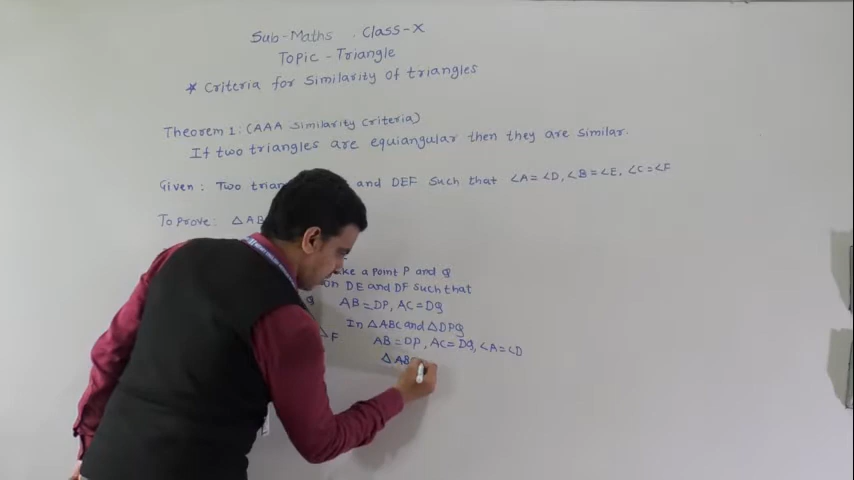 Sub-Maths . Class-X
Topic - Triangle
* Criteria for Similarity of triangles
Theorem 1: (AAA Similarity Criteria)
If two triangles are equiangular then they are similar.
Given: Two and DEF Such that ∠A=∠D, ∠B=∠E, ∠C=∠F
To Prove: △AB
a point P and Q
on DE and DF such that
AB=DP, AC=DQ
In △ABC and △DPQ
AB=DP, AC=DQ, ∠A=∠D
△AB
Q
F